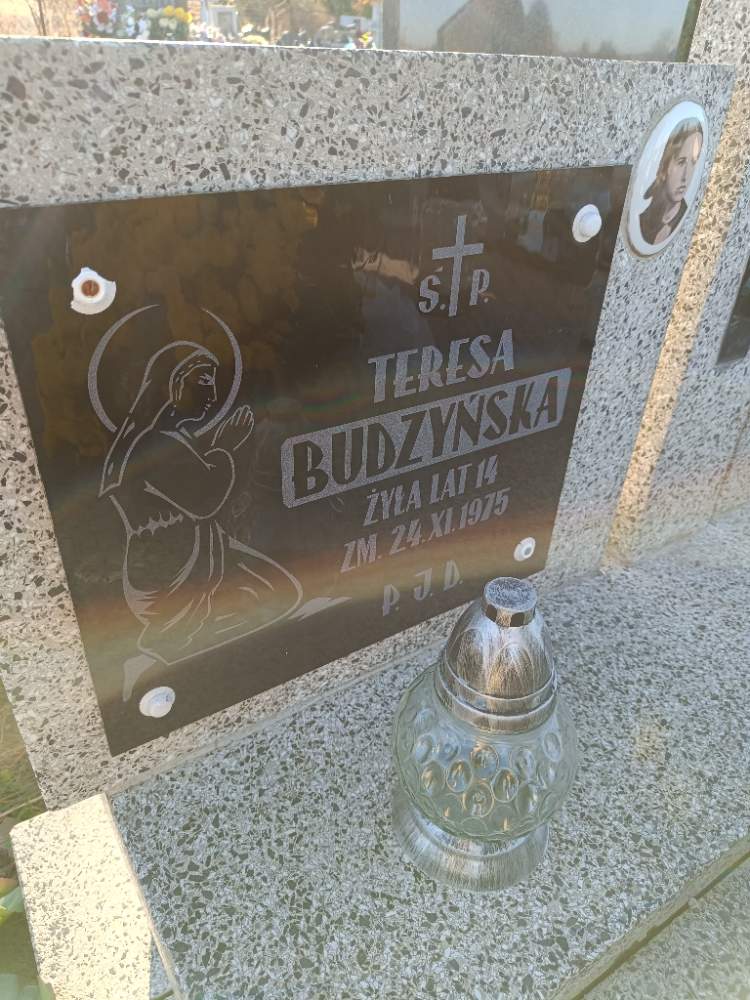 Ś. P.
TERESA
BUDZYŃSKA
ŻYŁA LAT 14
ZM. 24. XI. 1975
P. J. D.